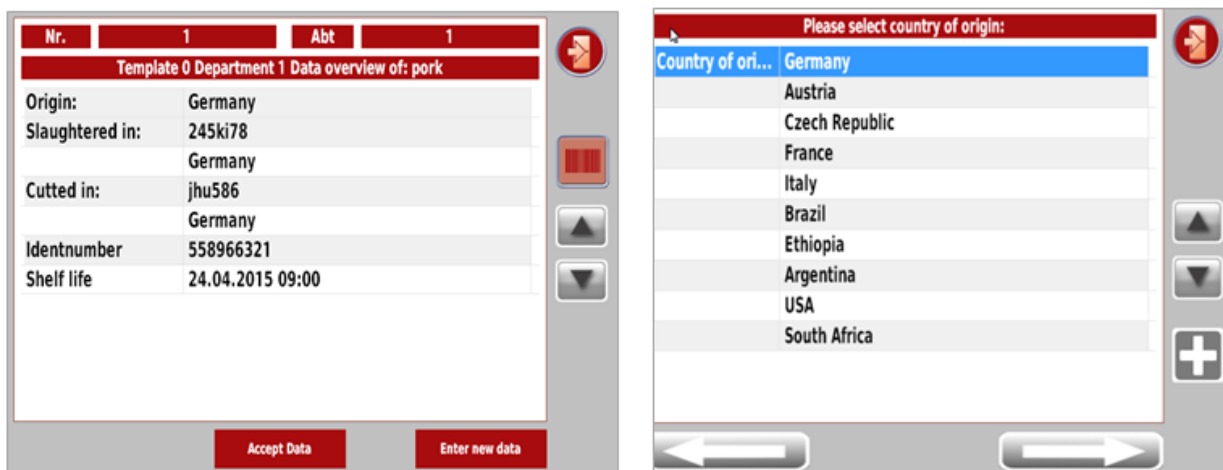 Nr. 1 Abt 1
Template 0 Department 1 Data overview of: pork
Origin: Germany
Slaughtered in: 245ki78
Germany
Cutted in: jhu586
Germany
Identnumber 558966321
Shelf life 24.04.2015 09:00
Accept Data Enter new data
Please select country of origin:
Country of ori... Germany
Austria
Czech Republic
France
Italy
Brazil
Ethiopia
Argentina
USA
South Africa